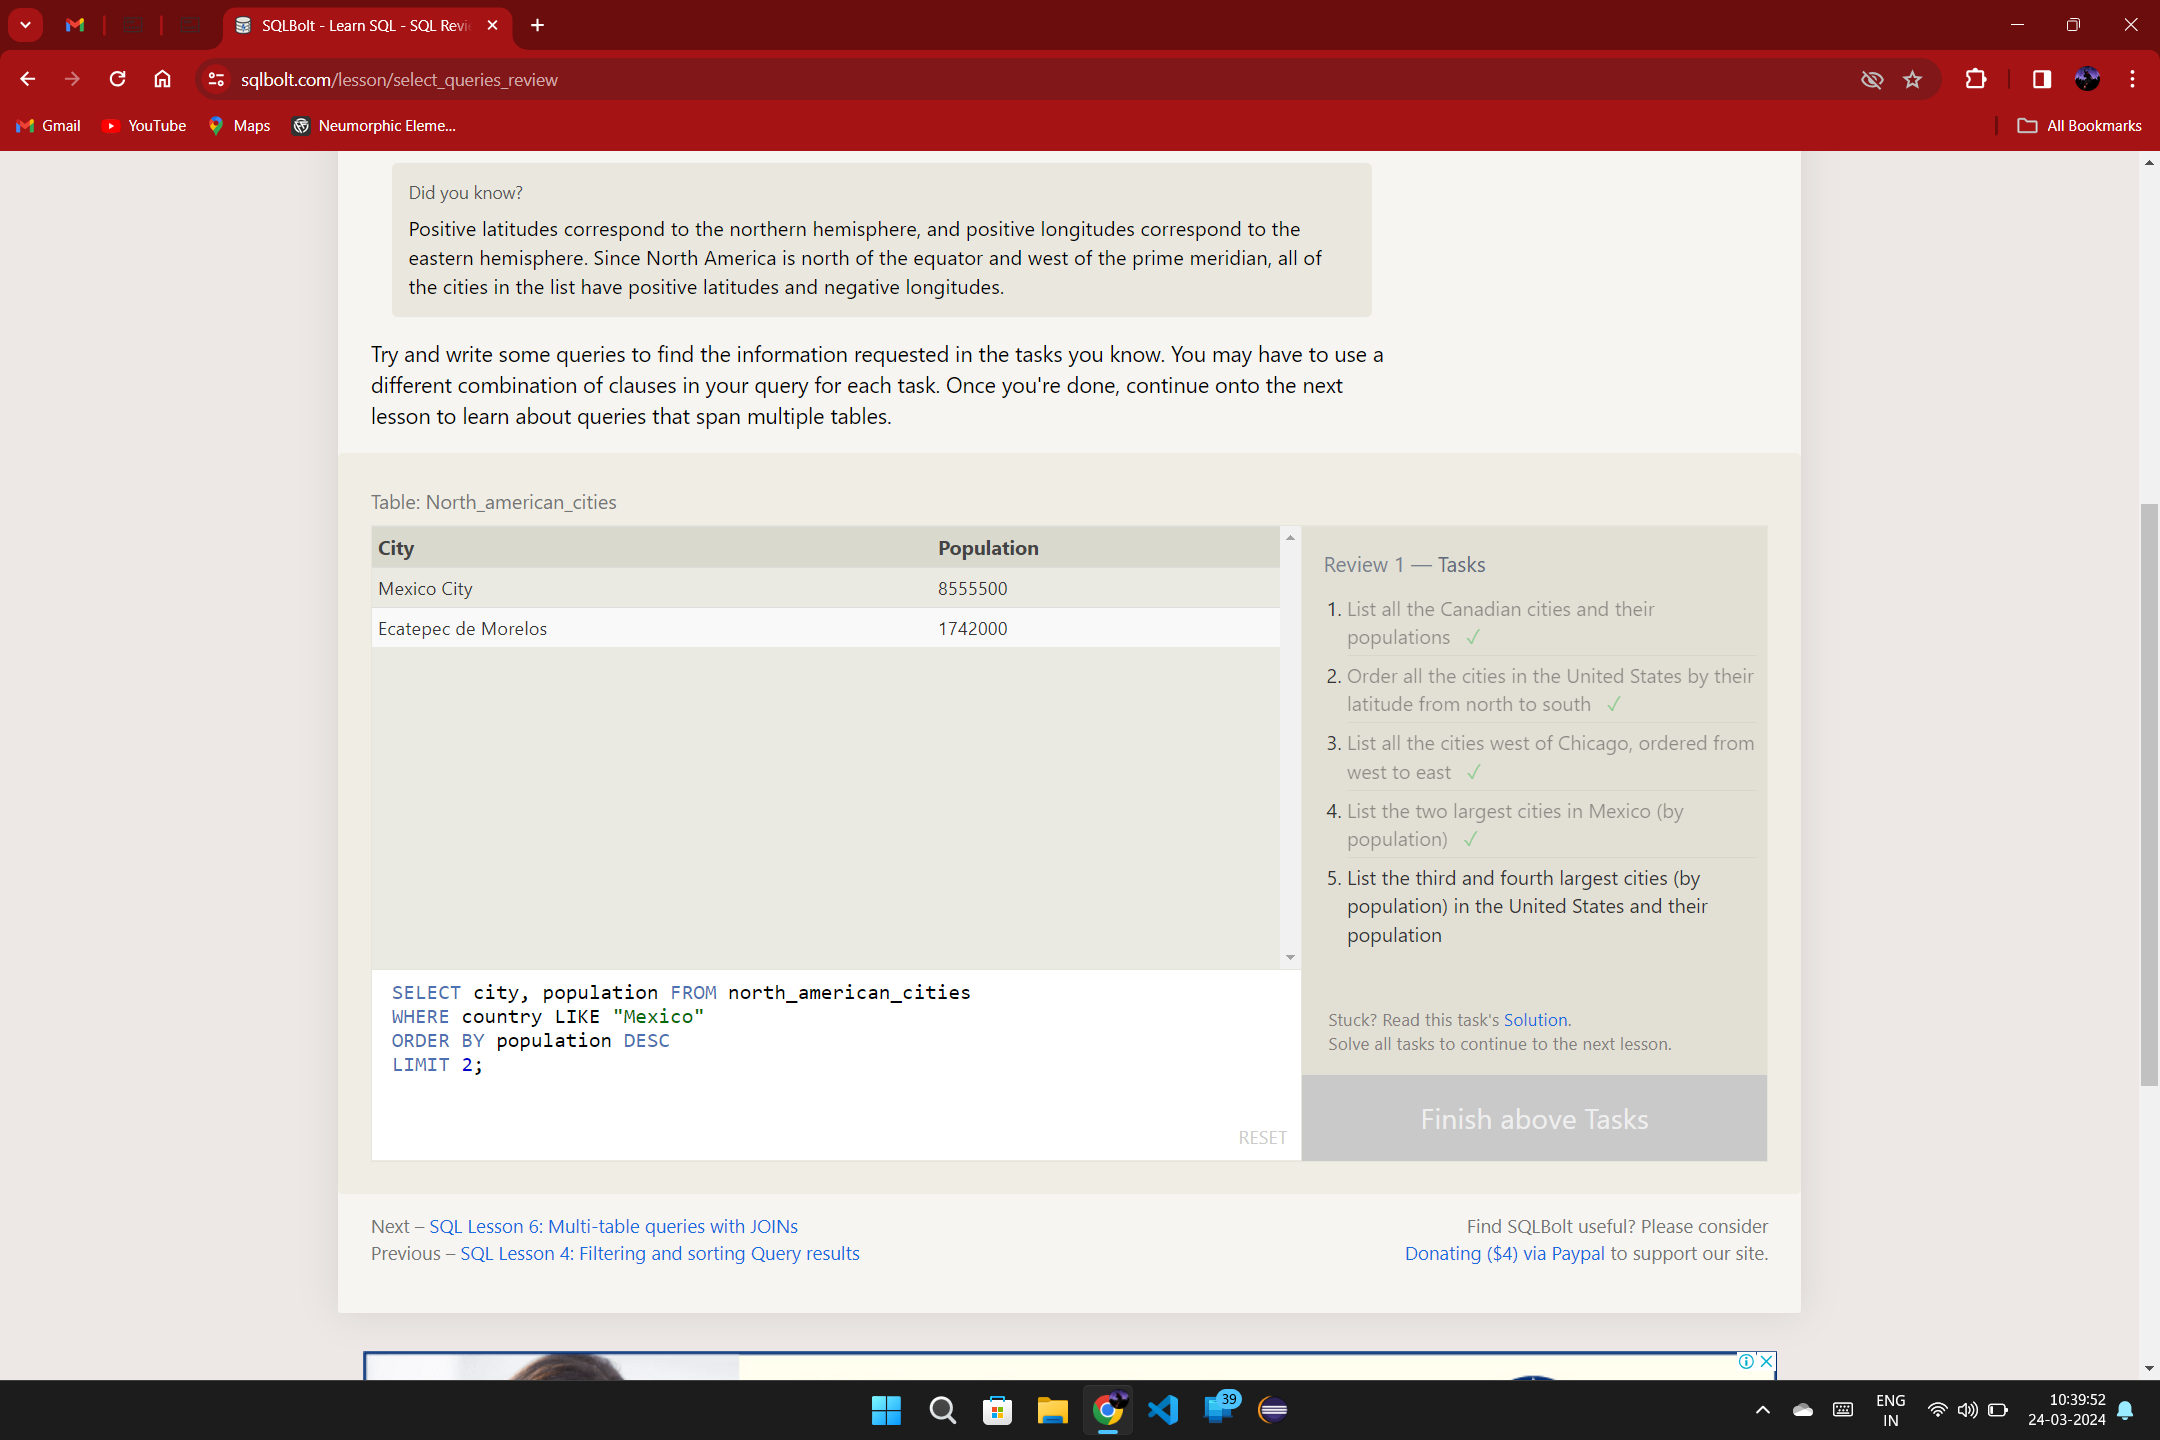 SQLBolt - Learn SQL - SQL Revi
sqlbolt.com/lesson/select_queries_review
Gmail
YouTube
Maps
Neumorphic Eleme...
All Bookmarks
Did you know?
Positive latitudes correspond to the northern hemisphere, and positive longitudes correspond to the
eastern hemisphere. Since North America is north of the equator and west of the prime meridian, all of
the cities in the list have positive latitudes and negative longitudes.
Try and write some queries to find the information requested in the tasks you know. You may have to use a
different combination of clauses in your query for each task. Once you're done, continue onto the next
lesson to learn about queries that span multiple tables.
Table: North_american_cities
City Population
Mexico City 8555500
Ecatepec de Morelos 1742000
SELECT city, population FROM north_american_cities
WHERE country LIKE "Mexico"
ORDER BY population DESC
LIMIT 2;
RESET
Review 1 — Tasks
1. List all the Canadian cities and their
populations ✓
2. Order all the cities in the United States by their
latitude from north to south ✓
3. List all the cities west of Chicago, ordered from
west to east ✓
4. List the two largest cities in Mexico (by
population) ✓
5. List the third and fourth largest cities (by
population) in the United States and their
population
Stuck? Read this task's Solution.
Solve all tasks to continue to the next lesson.
Finish above Tasks
Next – SQL Lesson 6: Multi-table queries with JOINs
Previous – SQL Lesson 4: Filtering and sorting Query results
Find SQLBolt useful? Please consider
Donating ($4) via Paypal to support our site.
39
ENG
IN
10:39:52
24-03-2024